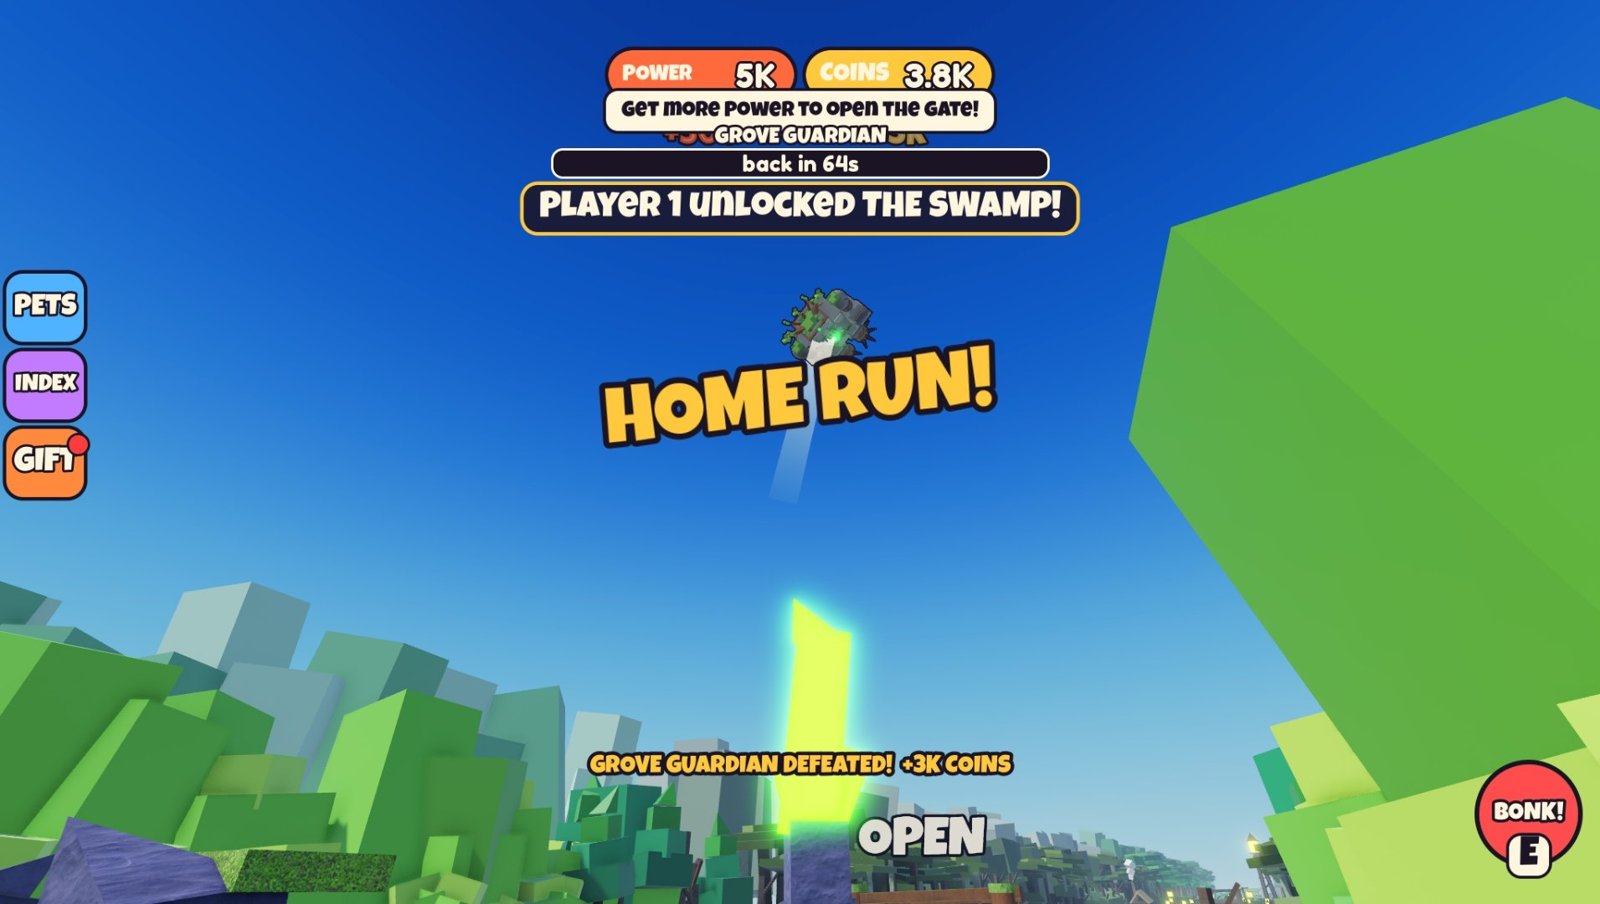 POWER 5K
COINS 3.8K
GET MORE POWER TO OPEN THE GATE!
GROVE GUARDIAN
back in 64s
PLAYER 1 UNLOCKED THE SWAMP!
PETS
INDEX
GIFT
HOME RUN!
GROVE GUARDIAN DEFEATED! +3K COINS
OPEN
BONK!
E